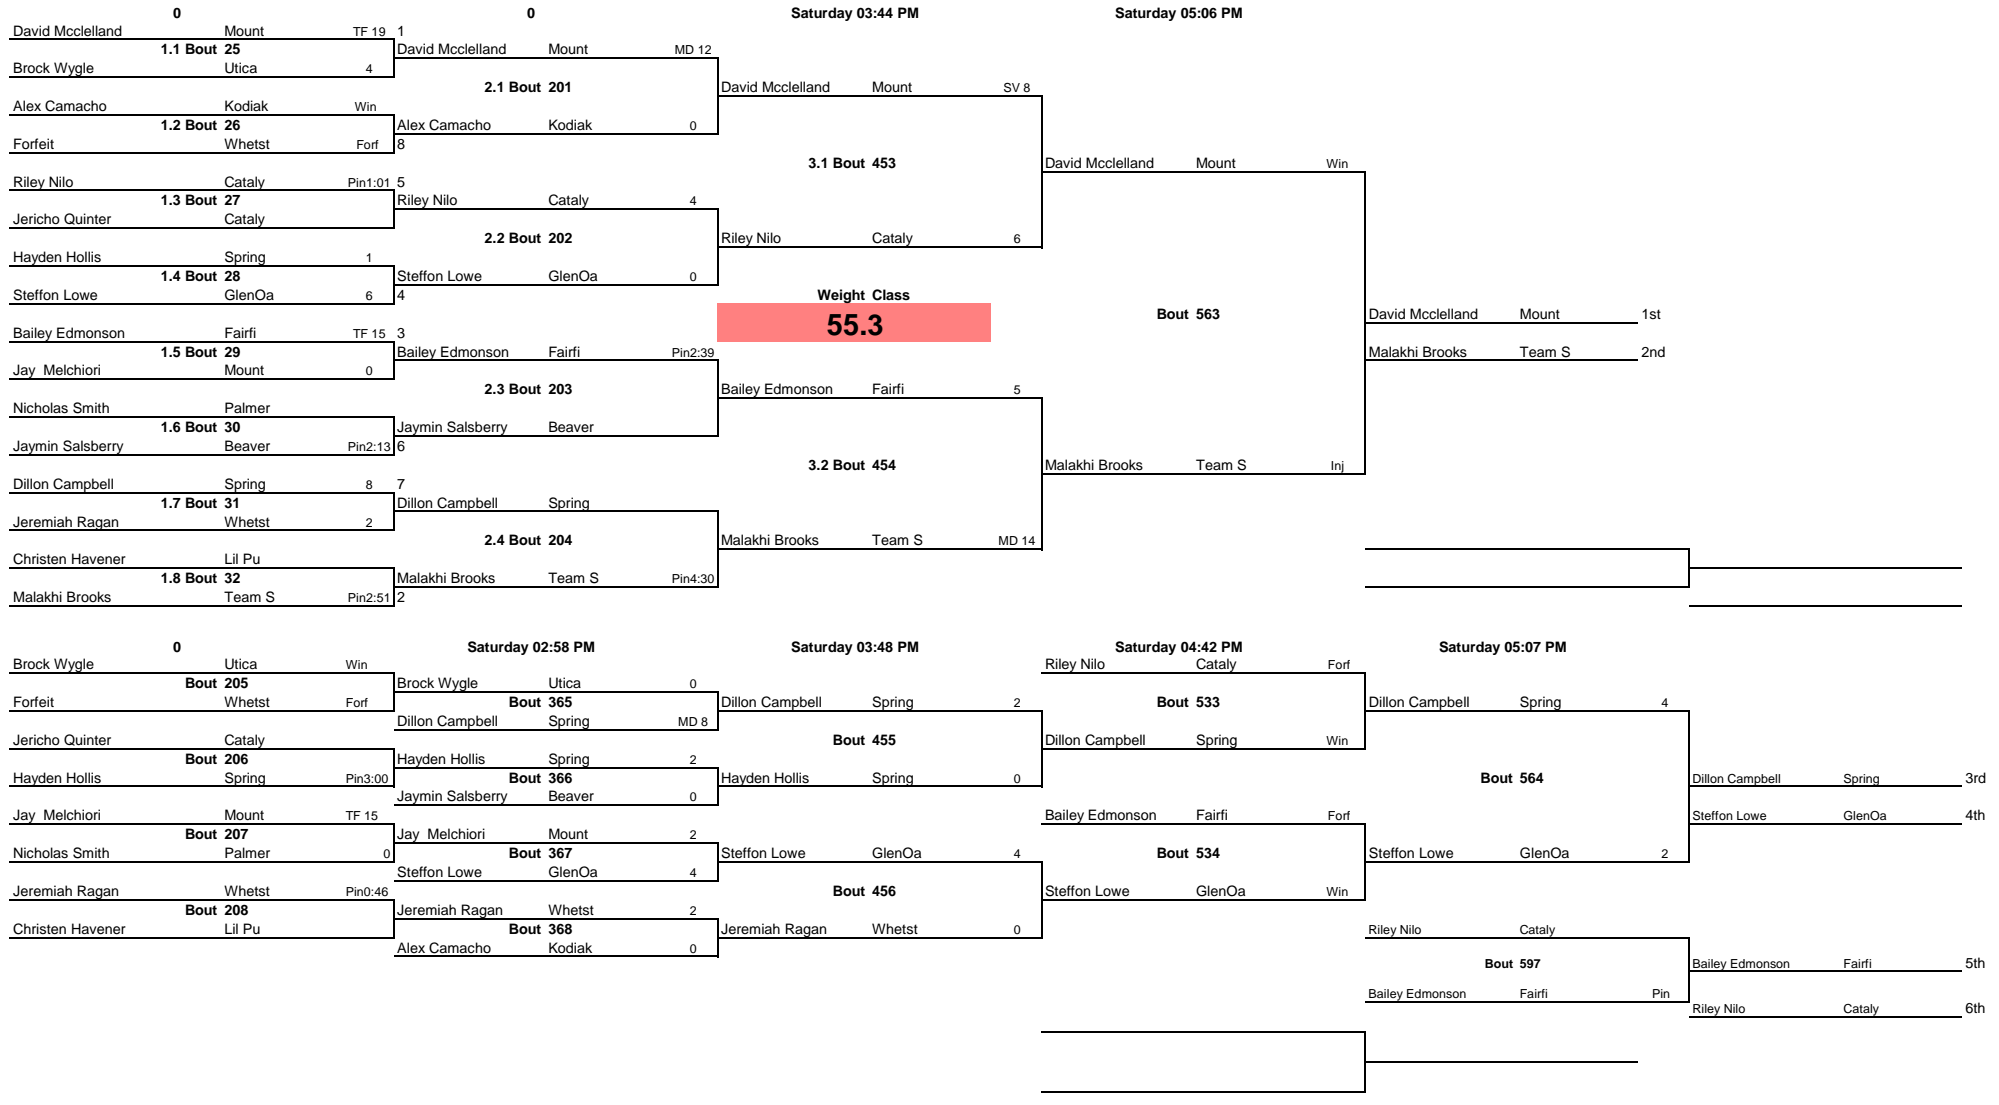 0 0 Saturday 03:44 PM Saturday 05:06 PM
David Mcclelland Mount TF 19 1
1.1 Bout 25
Brock Wygle Utica 4
Alex Camacho Kodiak Win
1.2 Bout 26
Forfeit Whetst Forf 8
Riley Nilo Cataly Pin1:01 5
1.3 Bout 27
Jericho Quinter Cataly
Hayden Hollis Spring 1
1.4 Bout 28
Steffon Lowe GlenOa 6 4
Bailey Edmonson Fairfi TF 15 3
1.5 Bout 29
Jay Melchiori Mount 0
Nicholas Smith Palmer
1.6 Bout 30
Jaymin Salsberry Beaver Pin2:13 6
Dillon Campbell Spring 8 7
1.7 Bout 31
Jeremiah Ragan Whetst 2
Christen Havener Lil Pu
1.8 Bout 32
Malakhi Brooks Team S Pin2:51 2
David Mcclelland Mount MD 12
2.1 Bout 201
Alex Camacho Kodiak 0
Riley Nilo Cataly 4
2.2 Bout 202
Steffon Lowe GlenOa 0
Bailey Edmonson Fairfi Pin2:39
2.3 Bout 203
Jaymin Salsberry Beaver
Dillon Campbell Spring
2.4 Bout 204
Malakhi Brooks Team S Pin4:30
David Mcclelland Mount SV 8
3.1 Bout 453
Riley Nilo Cataly 6
Weight Class
55.3
Bailey Edmonson Fairfi 5
3.2 Bout 454
Malakhi Brooks Team S MD 14
David Mcclelland Mount Win
Bout 563
Malakhi Brooks Team S Inj
David Mcclelland Mount 1st
Malakhi Brooks Team S 2nd
0 Saturday 02:58 PM Saturday 03:48 PM Saturday 04:42 PM Saturday 05:07 PM
Brock Wygle Utica Win
Bout 205
Forfeit Whetst Forf
Jericho Quinter Cataly
Bout 206
Hayden Hollis Spring Pin3:00
Jay Melchiori Mount TF 15
Bout 207
Nicholas Smith Palmer 0
Jeremiah Ragan Whetst Pin0:46
Bout 208
Christen Havener Lil Pu
Brock Wygle Utica 0
Bout 365
Dillon Campbell Spring MD 8
Hayden Hollis Spring 2
Bout 366
Jaymin Salsberry Beaver 0
Jay Melchiori Mount 2
Bout 367
Steffon Lowe GlenOa 4
Jeremiah Ragan Whetst 2
Bout 368
Alex Camacho Kodiak 0
Dillon Campbell Spring 2
Bout 455
Hayden Hollis Spring 0
Steffon Lowe GlenOa 4
Bout 456
Jeremiah Ragan Whetst 0
Riley Nilo Cataly Forf
Bout 533
Dillon Campbell Spring Win
Bailey Edmonson Fairfi Forf
Bout 534
Steffon Lowe GlenOa Win
Dillon Campbell Spring 4
Bout 564
Steffon Lowe GlenOa 2
Dillon Campbell Spring 3rd
Steffon Lowe GlenOa 4th
Riley Nilo Cataly
Bout 597
Bailey Edmonson Fairfi Pin
Bailey Edmonson Fairfi 5th
Riley Nilo Cataly 6th